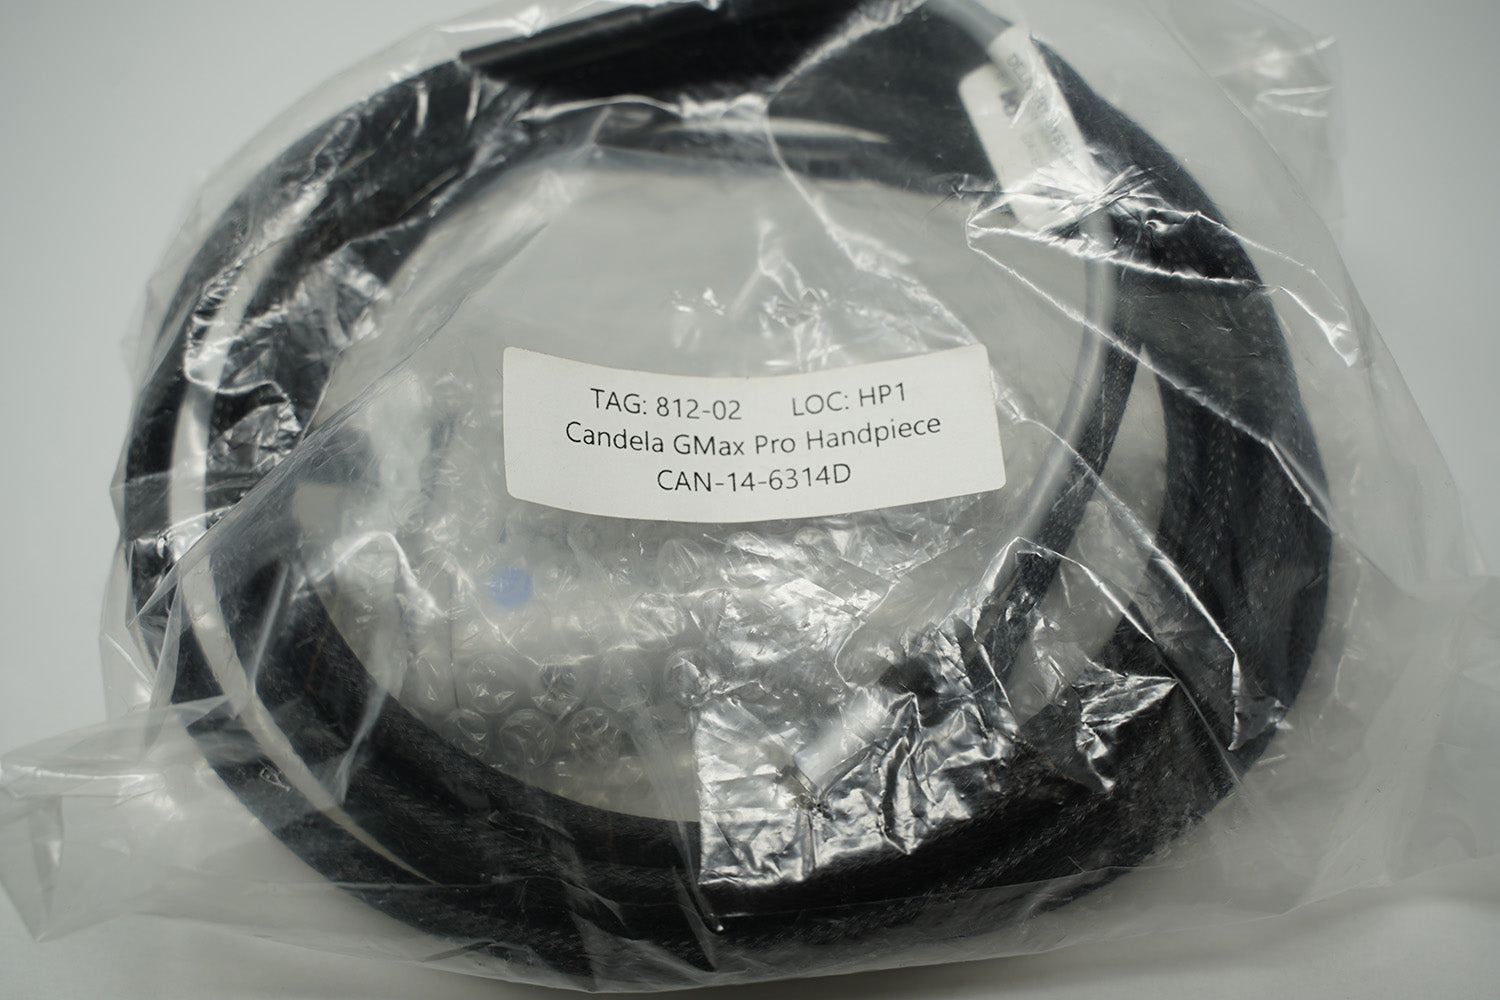 TAG: 812-02 LOC: HP1
Candela GMax Pro Handpiece
CAN-14-6314D